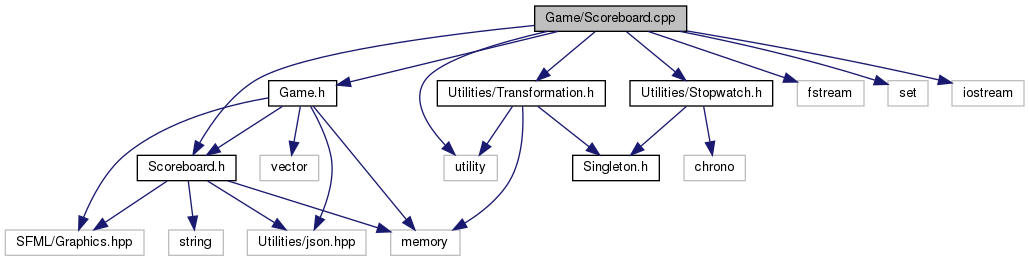 Game/Scoreboard.cpp
Game.h
Utilities/Transformation.h
Utilities/Stopwatch.h
fstream
set
iostream
Scoreboard.h
vector
utility
Singleton.h
chrono
SFML/Graphics.hpp
string
Utilities/json.hpp
memory